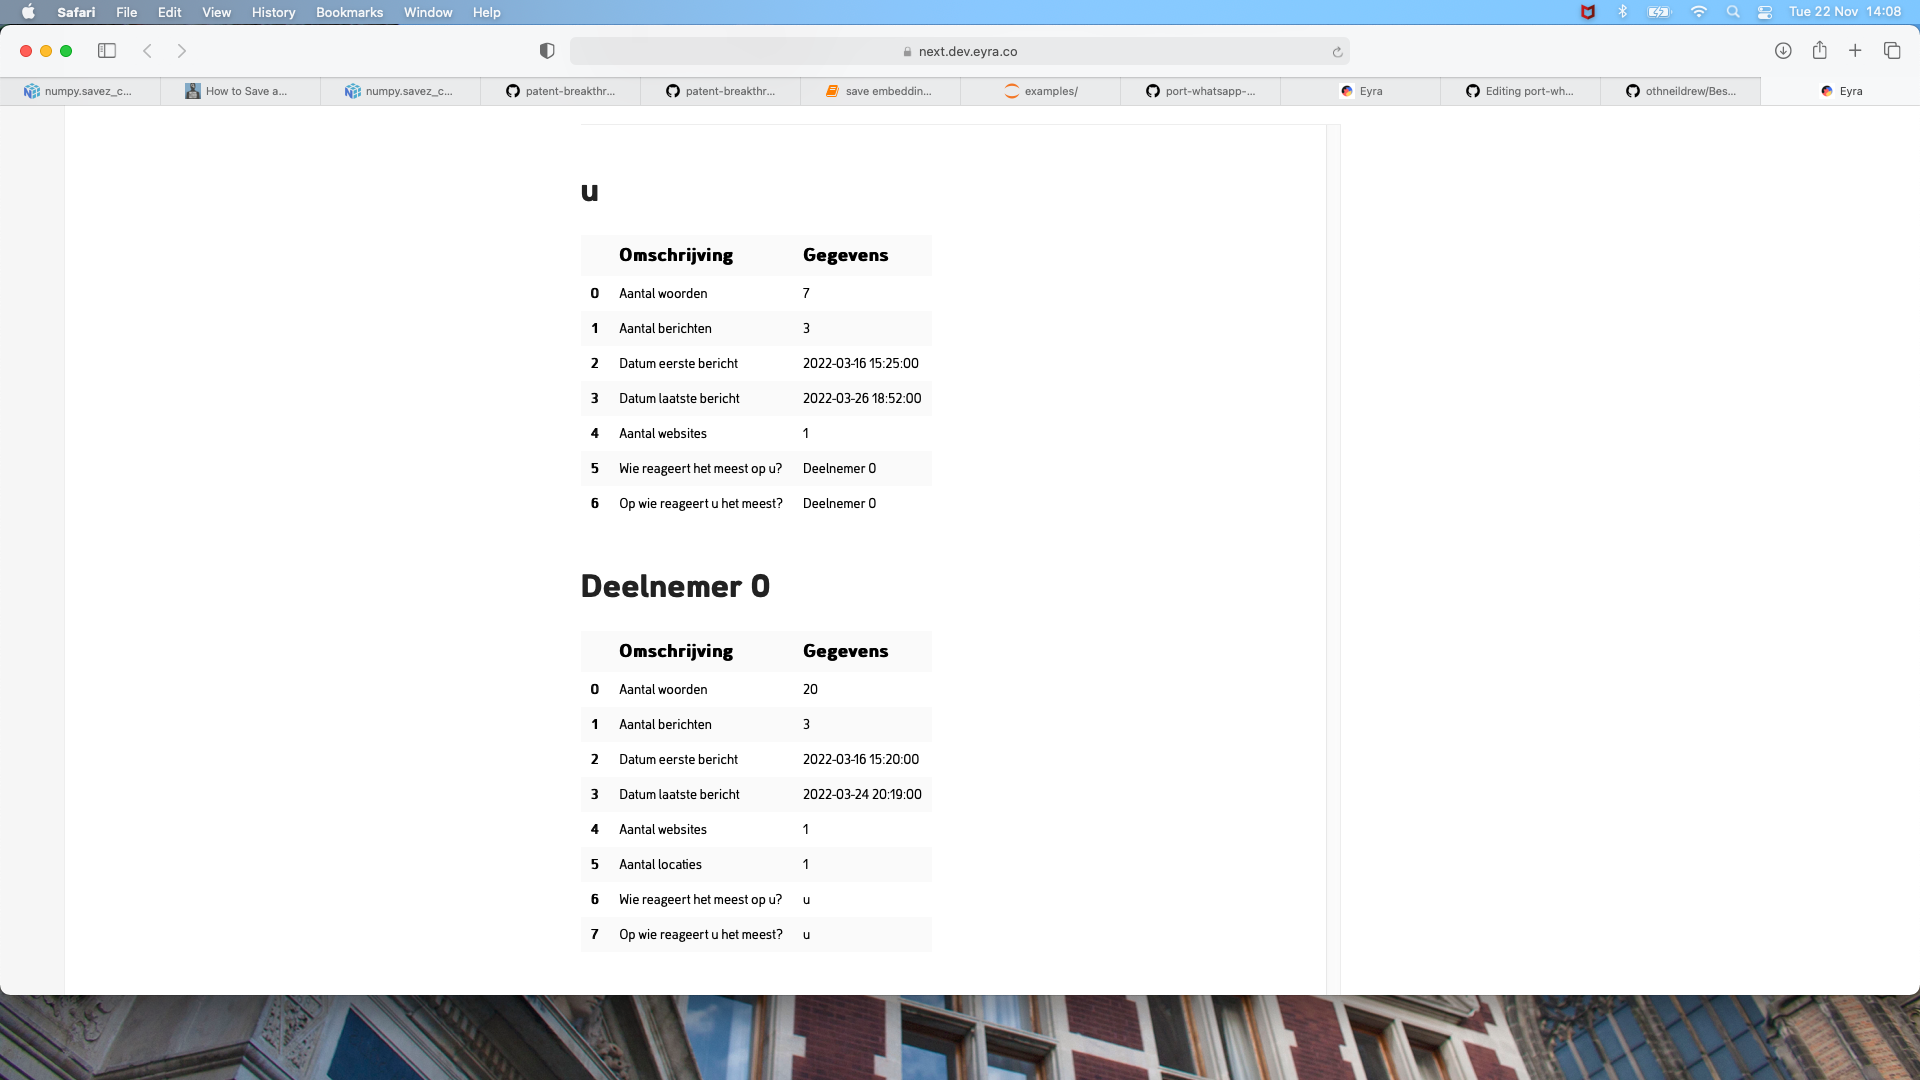 Safari File Edit View History Bookmarks Window Help Tue 22 Nov 14:08
next.dev.eyra.co
numpy.savez_c... How to Save a... numpy.savez_c... patent-breakthr... patent-breakthr... save embeddin... examples/ port-whatsapp-... Eyra Editing port-wh... othneildrew/Bes... Eyra
u
Omschrijving Gegevens
0 Aantal woorden 7
1 Aantal berichten 3
2 Datum eerste bericht 2022-03-16 15:25:00
3 Datum laatste bericht 2022-03-26 18:52:00
4 Aantal websites 1
5 Wie reageert het meest op u? Deelnemer 0
6 Op wie reageert u het meest? Deelnemer 0
Deelnemer 0
Omschrijving Gegevens
0 Aantal woorden 20
1 Aantal berichten 3
2 Datum eerste bericht 2022-03-16 15:20:00
3 Datum laatste bericht 2022-03-24 20:19:00
4 Aantal websites 1
5 Aantal locaties 1
6 Wie reageert het meest op u? u
7 Op wie reageert u het meest? u